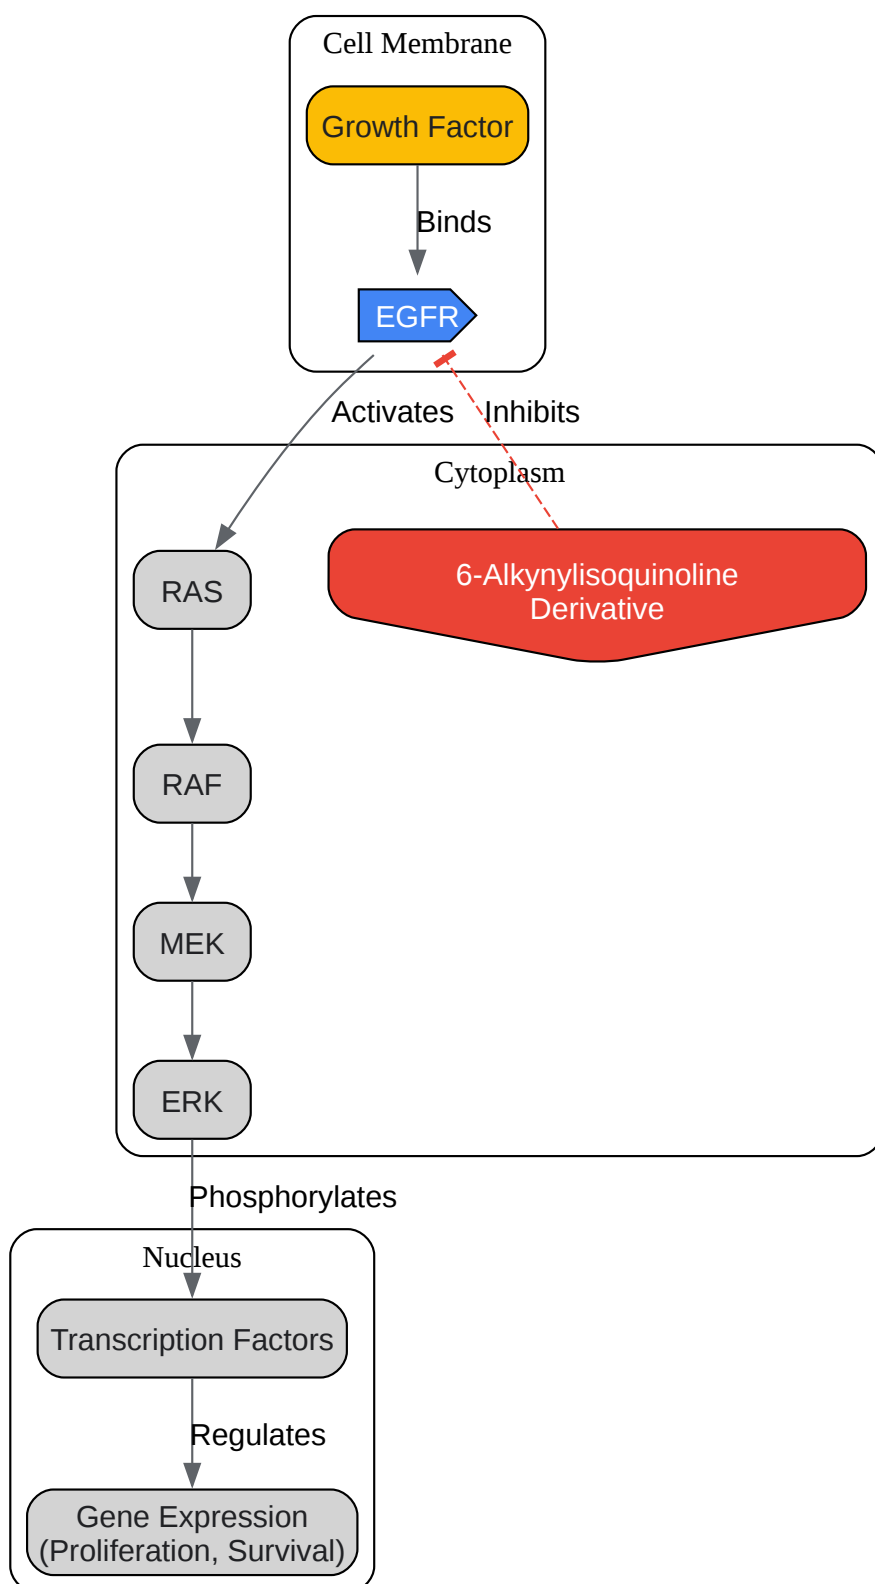 Cell Membrane
Growth Factor
Binds
EGFR
Activates
Inhibits
Cytoplasm
6-Alkynylisoquinoline
Derivative
RAS
RAF
MEK
ERK
Phosphorylates
Nucleus
Transcription Factors
Regulates
Gene Expression
(Proliferation, Survival)